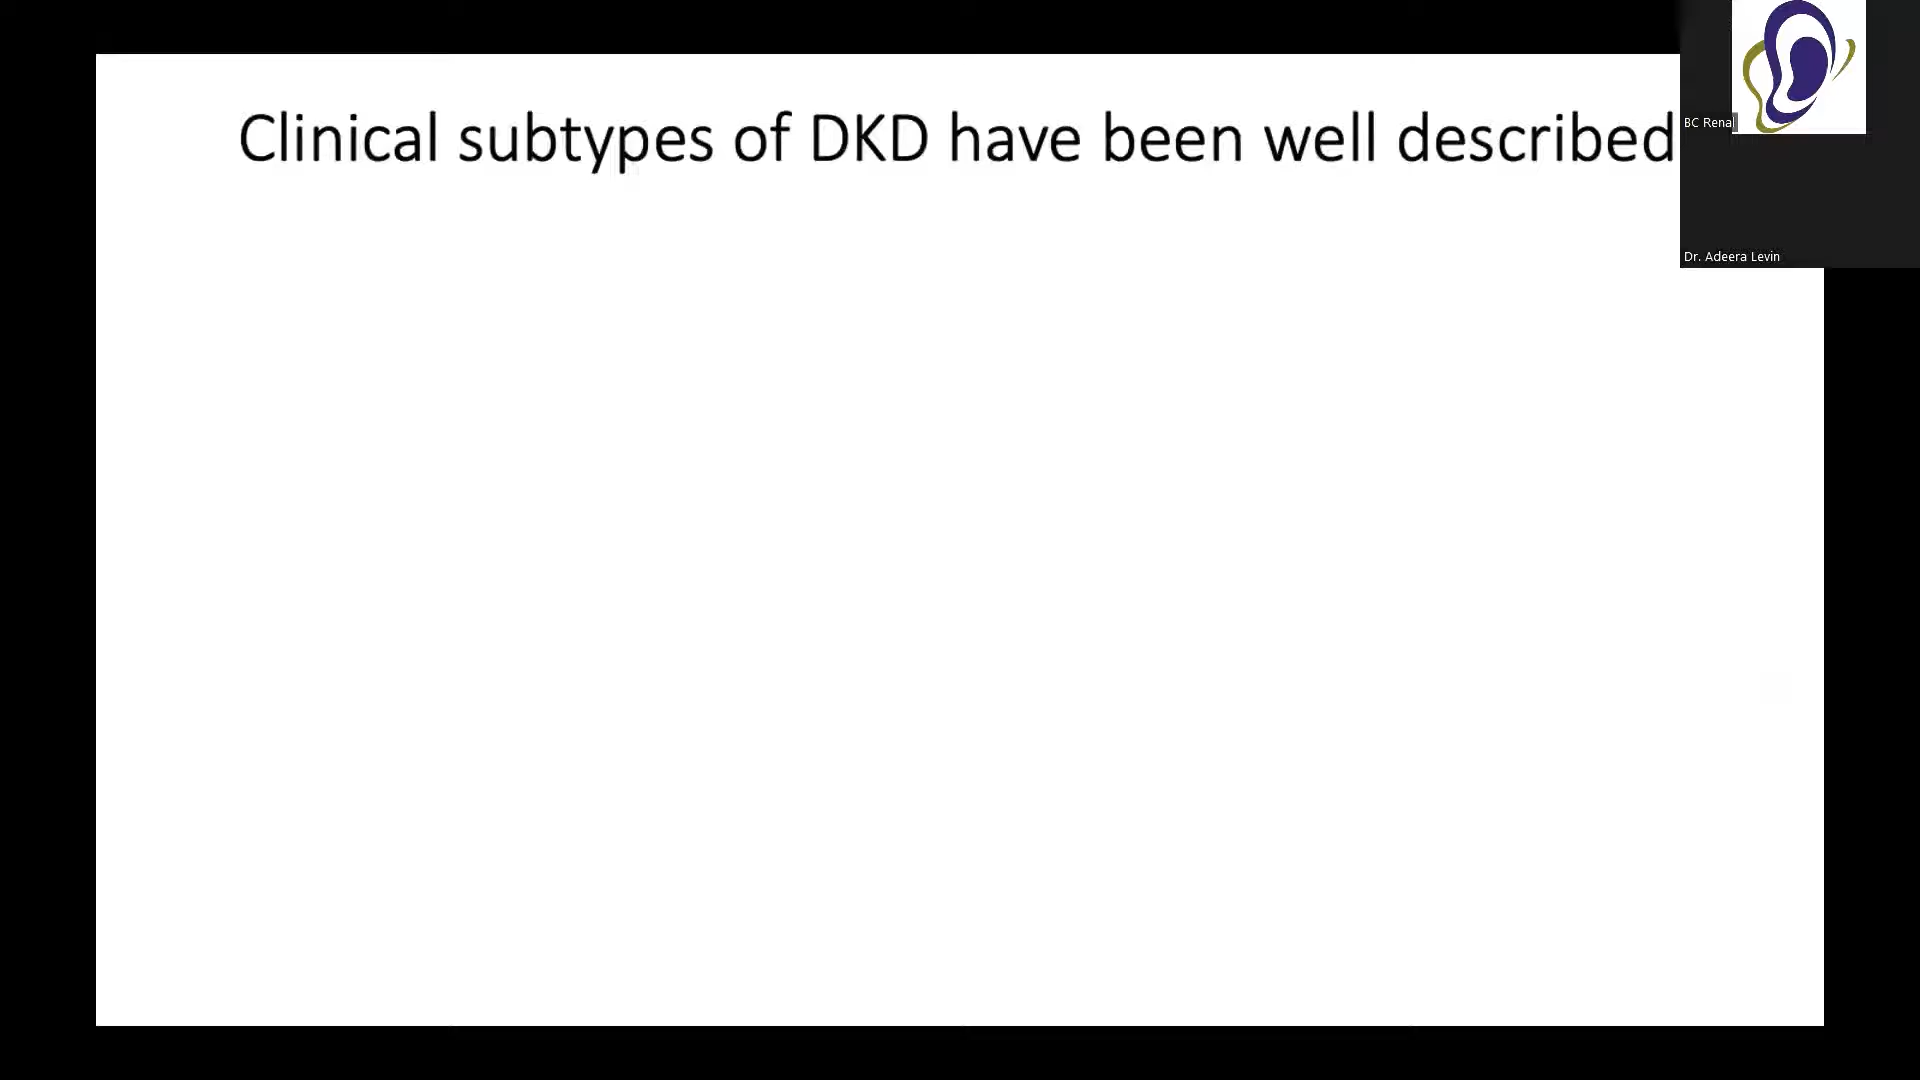 Clinical subtypes of DKD have been well described
BC Renal
Dr. Adeera Levin